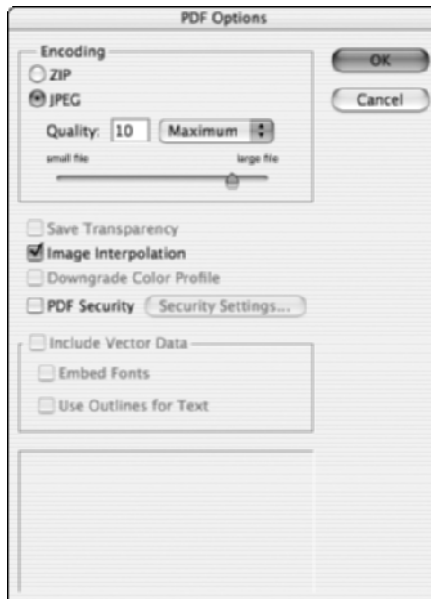 PDF Options
Encoding
ZIP
JPEG
Quality: 10 Maximum
small file large file
OK
Cancel
Save Transparency
Image Interpolation
Downgrade Color Profile
PDF Security Security Settings...
Include Vector Data
Embed Fonts
Use Outlines for Text